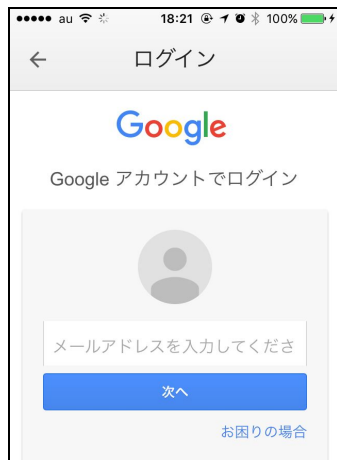 au 18:21 100%
ログイン
Google
Google アカウントでログイン
メールアドレスを入力してくださ
次へ
お困りの場合